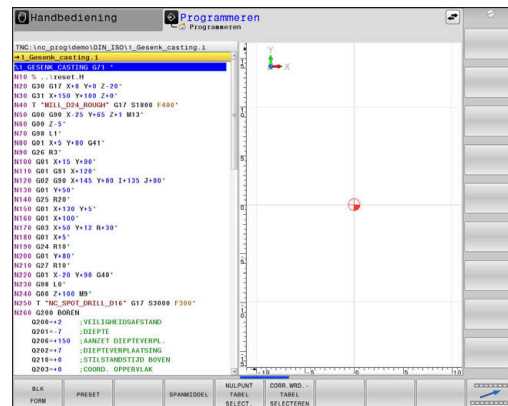 Handbediening
Programmeren
Programmeren
TNC:\nc_prog\demo\DIN_ISO\1_Gesenk_casting.i
→1_Gesenk_casting.i
%1_GESENK_CASTING G71 *
N10 % ..\reset.H
N20 G30 G17 X+0 Y+0 Z-20*
N30 G31 X+150 Y+100 Z+0*
N40 T "MILL_D24_ROUGH" G17 S1800 F400*
N50 G00 G90 X-25 Y+65 Z+1 M13*
N60 G00 Z-5*
N70 G98 L1*
N80 G01 X+5 Y+80 G41*
N90 G26 R3*
N100 G01 X+15 Y+90*
N110 G01 G91 X+120*
N120 G02 G90 X+145 Y+80 I+135 J+80*
N130 G01 Y+50*
N140 G25 R20*
N150 G01 X+130 Y+5*
N160 G01 X+100*
N170 G03 X+50 Y+12 R+30*
N180 G01 X+5*
N190 G24 R10*
N200 G01 Y+80*
N210 G27 R10*
N220 G01 X-20 Y+90 G40*
N230 G98 L0*
N240 G00 Z+100 M9*
N250 T "NC_SPOT_DRILL_D16" G17 S3000 F300*
N260 G200 BOREN
Q200=+2 ;VEILIGHEIDSAFSTAND
Q201=-7 ;DIEPTE
Q206=+150 ;AANZET DIEPTEVERPL.
Q202=+7 ;DIEPTEVERPLAATSING
Q210=+0 ;STILSTANDSTIJD BOVEN
Q203=+0 ;COORD. OPPERVLAK
Y
X
BLK
FORM
PRESET
SPANMIDDEL
NULPUNT
TABEL
SELECT.
CORR.WRD.-
TABEL
SELECTEREN